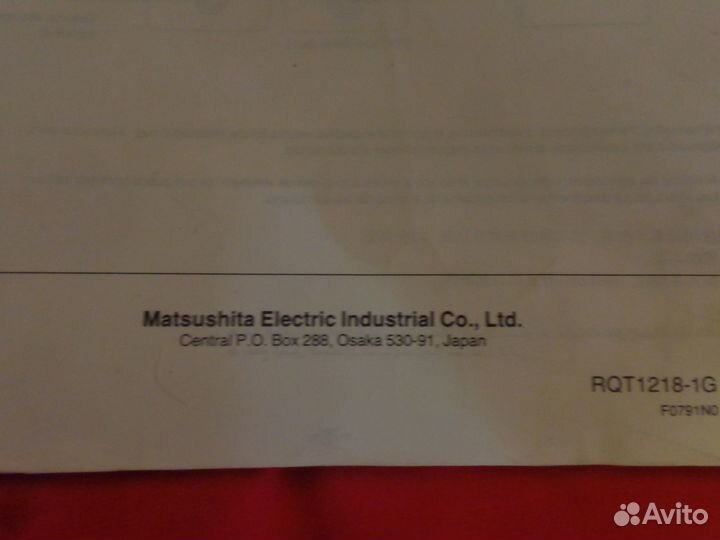 Matsushita Electric Industrial Co., Ltd.
Central P.O. Box 288, Osaka 530-91, Japan
RQT1218-1G
F0791N0
Avito